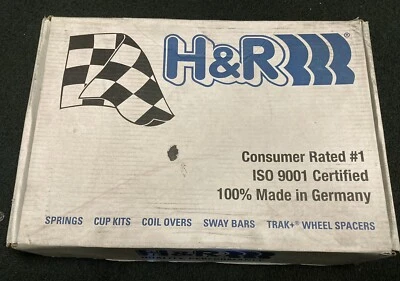 H&R®
Consumer Rated #1
ISO 9001 Certified
100% Made in Germany
SPRINGS CUP KITS COIL OVERS SWAY BARS TRAK+® WHEEL SPACERS
H&R